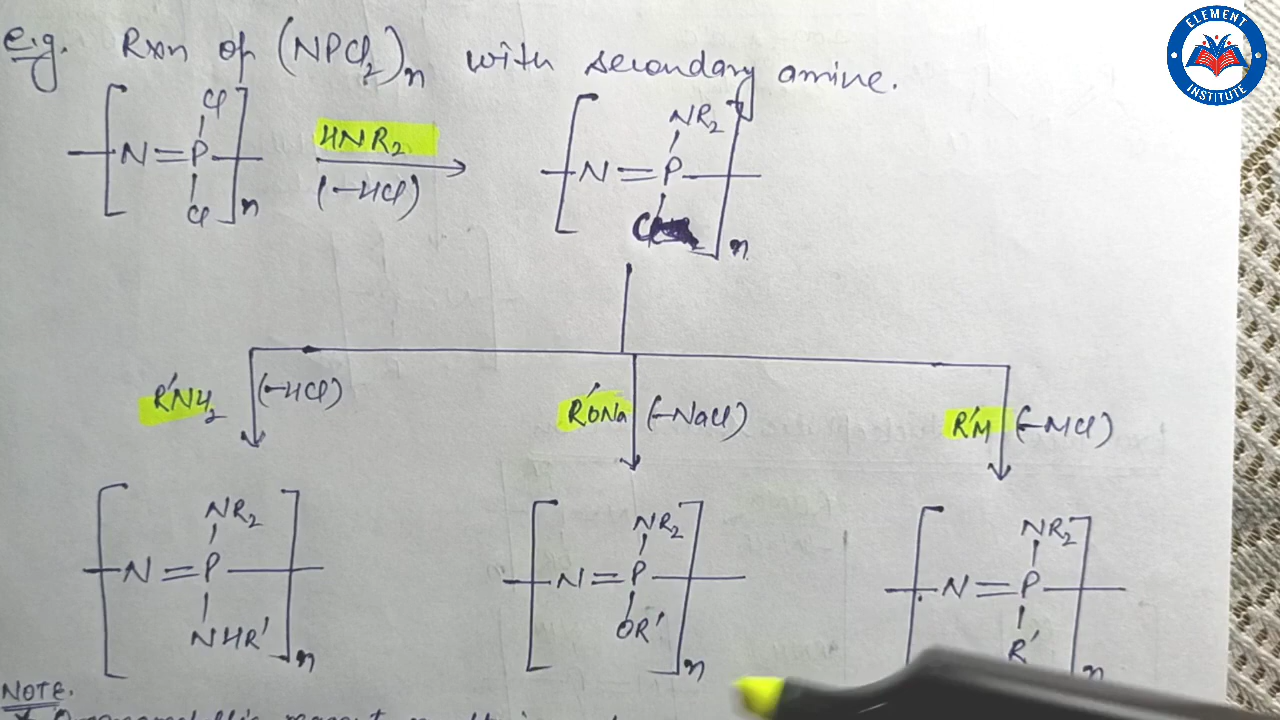 e.g. Rxn of (NPCl₂)n with secondary amine.
ELEMENT INSTITUTE
[N=P(Cl)(Cl)]n
HNR₂
(-HCl)
[N=P(NR₂)(Cl)]n
R'NH₂ (-HCl)
R'ONa (-NaCl)
R'M (-MCl)
[N=P(NR₂)(NHR')]n
[N=P(NR₂)(OR')]n
[N=P(NR₂)(R')]n
NOTE.